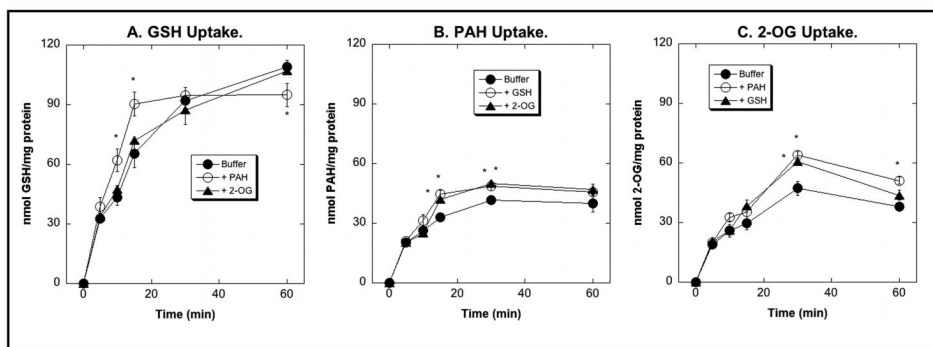 A. GSH Uptake.
nmol GSH/mg protein
120
90
60
30
0
* * *
Buffer
+ PAH
+ 2-OG
0 20 40 60
Time (min)
B. PAH Uptake.
nmol PAH/mg protein
120
90
60
30
0
Buffer
+ GSH
+ 2-OG
* * * *
0 20 40 60
Time (min)
C. 2-OG Uptake.
nmol 2-OG/mg protein
120
90
60
30
0
Buffer
+ PAH
+ GSH
* * *
0 20 40 60
Time (min)